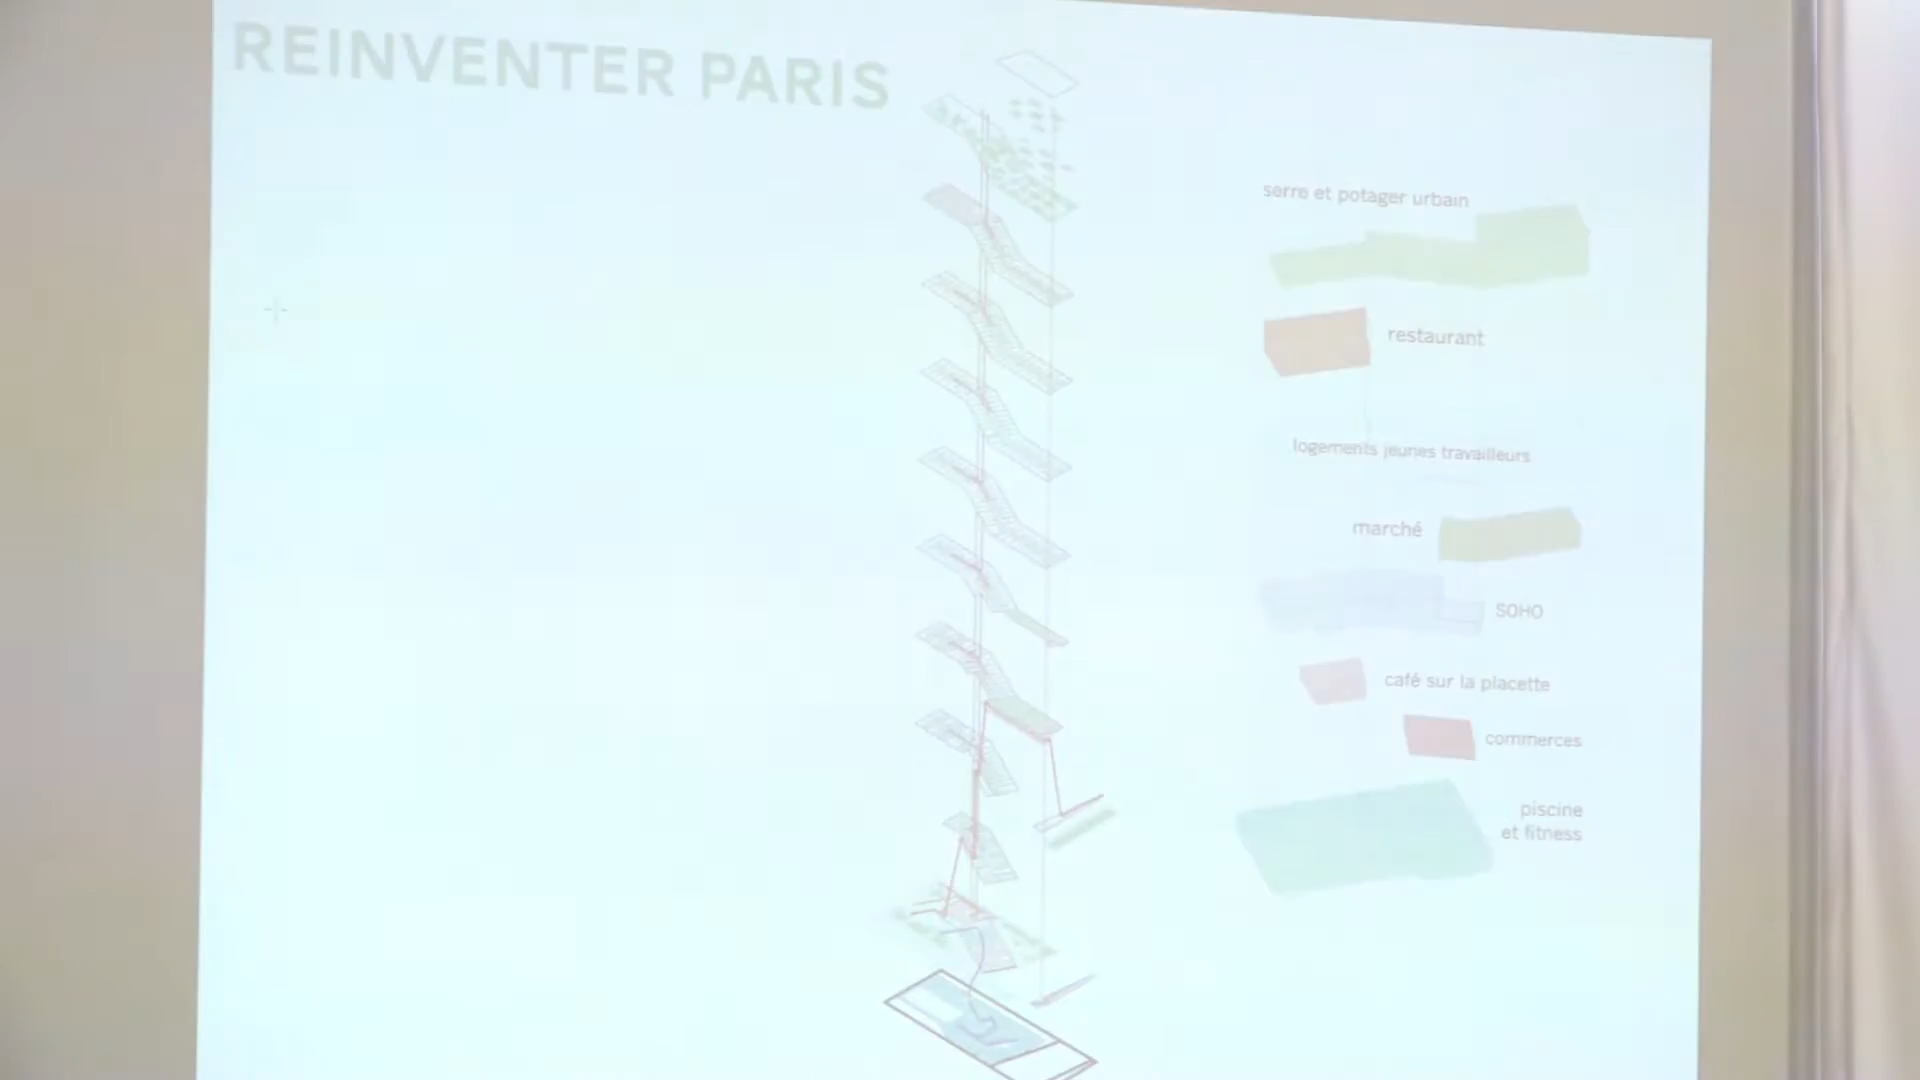 REINVENTER PARIS
serre et potager urbain
restaurant
logements jeunes travailleurs
marché
SOHO
café sur la placette
commerces
piscine
et fitness